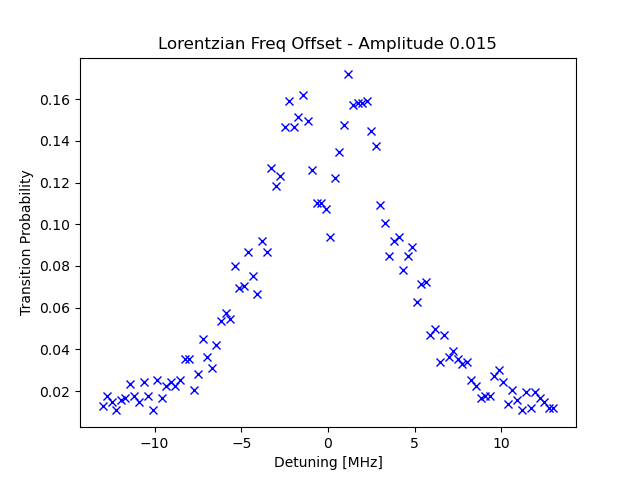 Lorentzian Freq Offset - Amplitude 0.015
Transition Probability
0.16
0.14
0.12
0.10
0.08
0.06
0.04
0.02
−10 −5 0 5 10
Detuning [MHz]